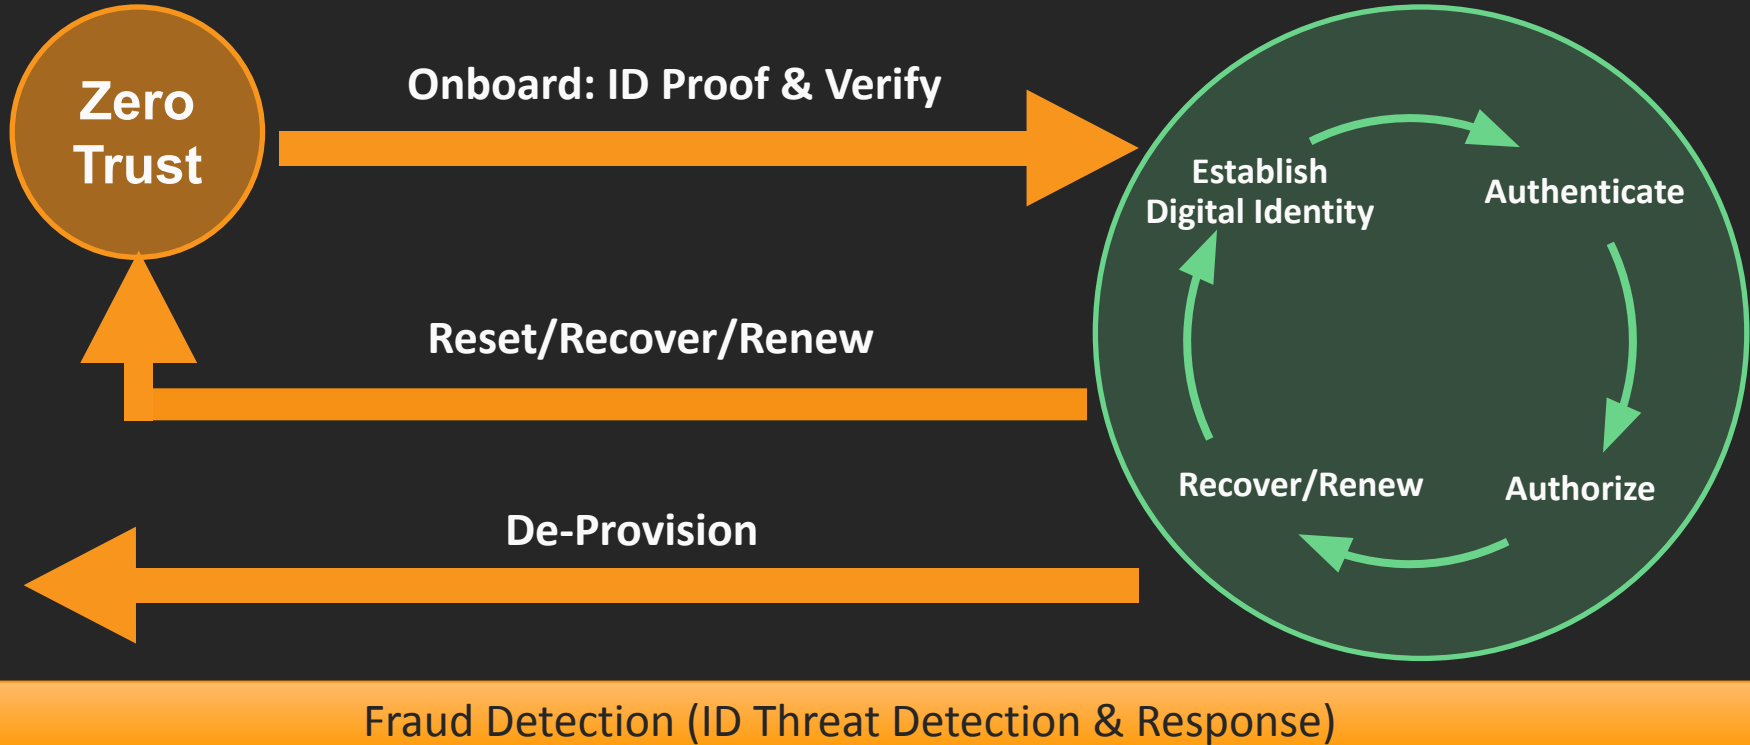 Zero
Trust
Onboard: ID Proof & Verify
Establish
Digital Identity
Authenticate
Reset/Recover/Renew
Recover/Renew
Authorize
De-Provision
Fraud Detection (ID Threat Detection & Response)